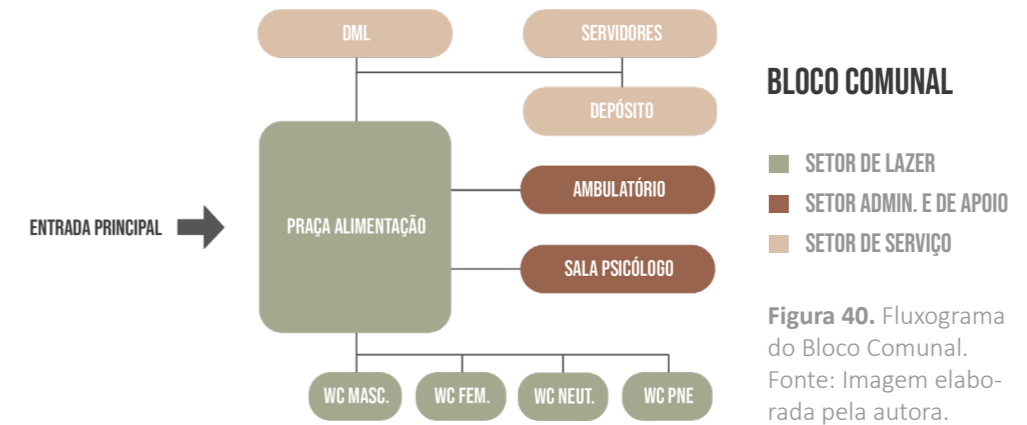 DML
SERVIDORES
DEPÓSITO
ENTRADA PRINCIPAL
PRAÇA ALIMENTAÇÃO
AMBULATÓRIO
SALA PSICÓLOGO
WC MASC.
WC FEM.
WC NEUT.
WC PNE
BLOCO COMUNAL
SETOR DE LAZER
SETOR ADMIN. E DE APOIO
SETOR DE SERVIÇO
Figura 40. Fluxograma
do Bloco Comunal.
Fonte: Imagem elabo-
rada pela autora.